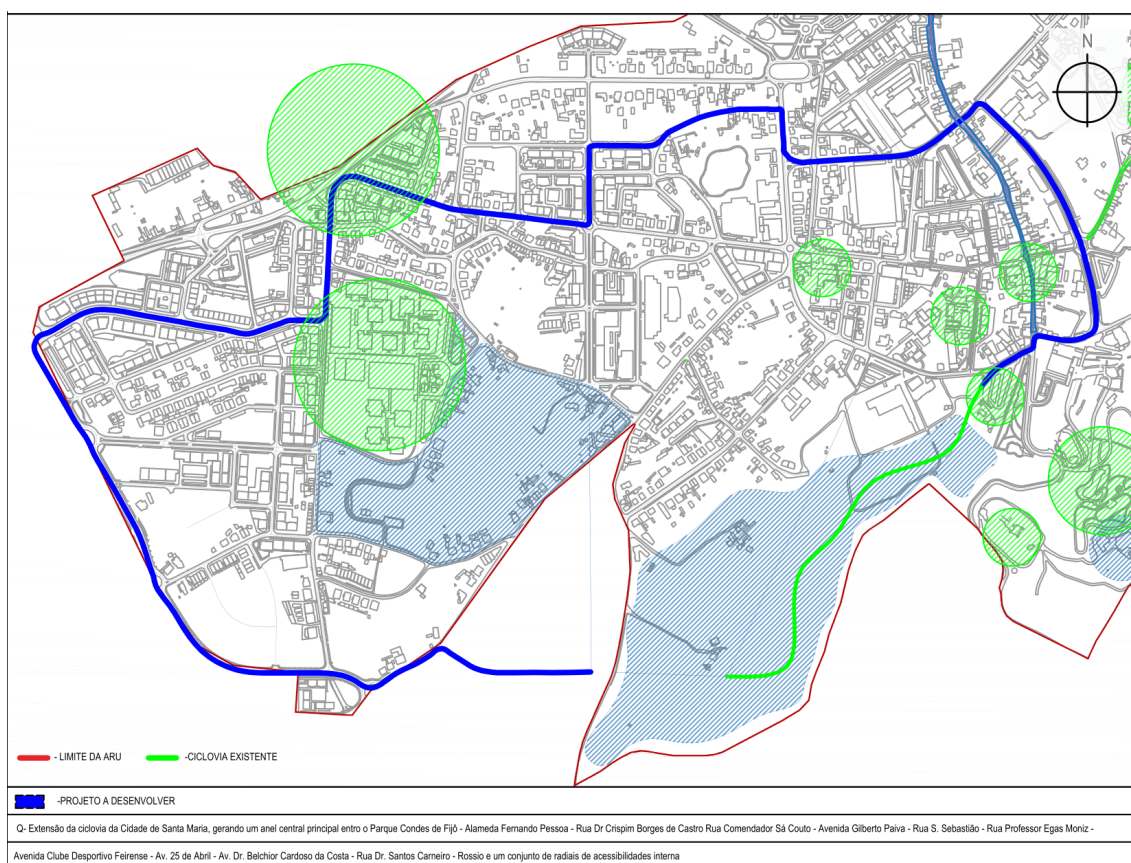 N
- LIMITE DA ARU
-CICLOVIA EXISTENTE
-PROJETO A DESENVOLVER
Q- Extensão da ciclovia da Cidade de Santa Maria, gerando um anel central principal entre o Parque Condes de Fijô - Alameda Fernando Pessoa - Rua Dr Crispim Borges de Castro Rua Comendador Sá Couto - Avenida Gilberto Paiva - Rua S. Sebastião - Rua Professor Egas Moniz -
Avenida Clube Desportivo Feirense - Av. 25 de Abril - Av. Dr. Belchior Cardoso da Costa - Rua Dr. Santos Carneiro - Rossio e um conjunto de radiais de acessibilidades interna